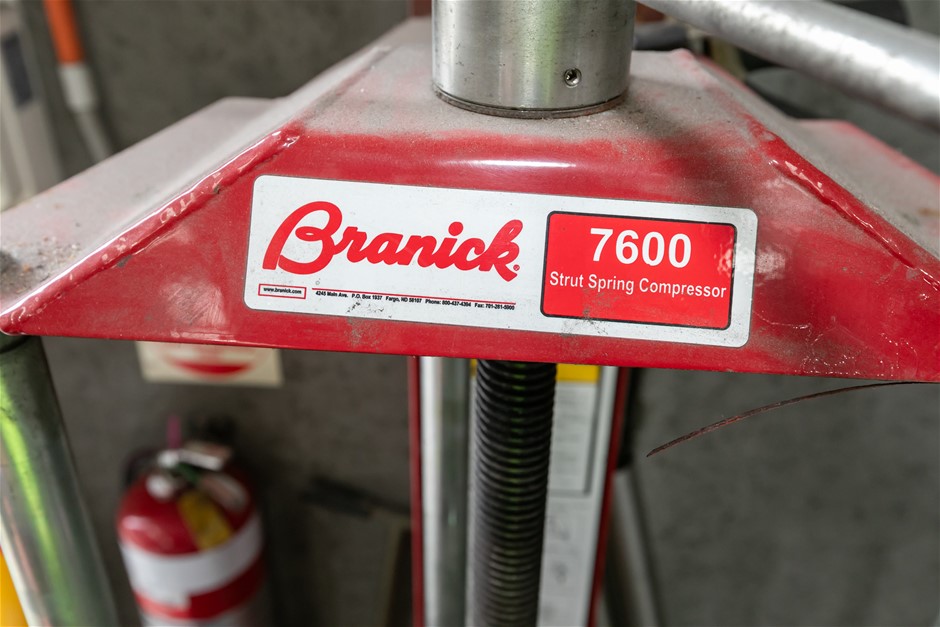 Branick
www.branick.com
4245 Main Ave. P.O. Box 1937 Fargo, ND 58107 Phone: 800-437-4394 Fax: 701-281-5900
7600
Strut Spring Compressor